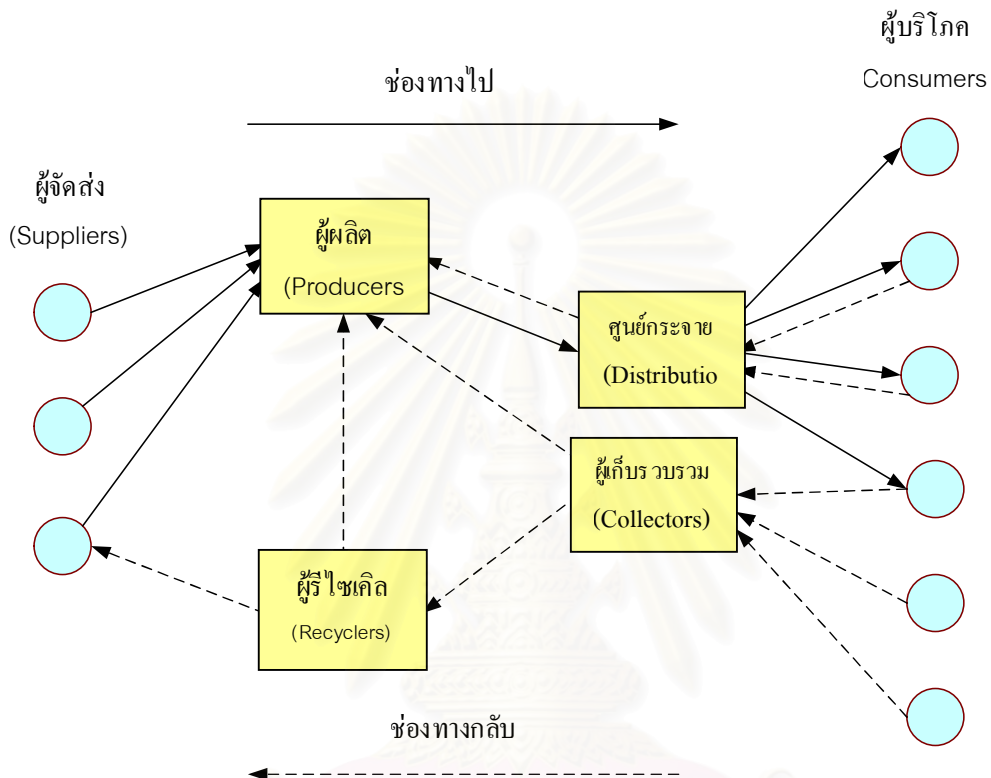 ผู้บริโภค
Consumers
ช่องทางไป
ผู้จัดส่ง
(Suppliers)
ผู้ผลิต
(Producers
ศูนย์กระจาย
(Distributio
ผู้เก็บรวบรวม
(Collectors)
ผู้รีไซเคิล
(Recyclers)
ช่องทางกลับ